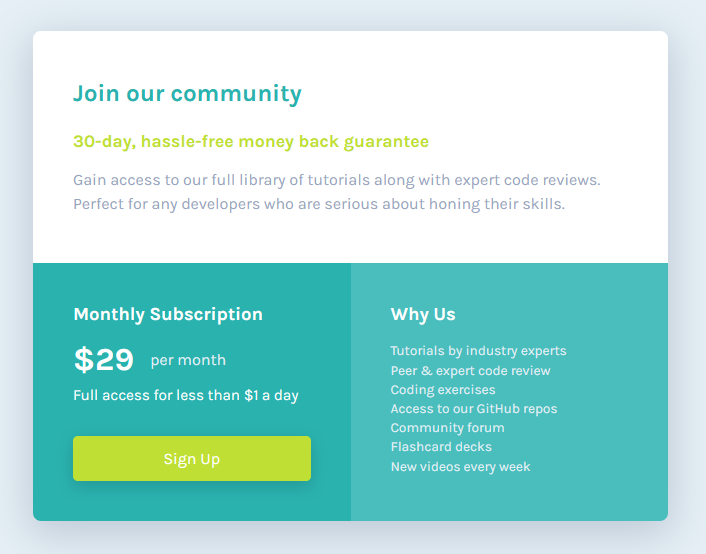 Join our community
30-day, hassle-free money back guarantee
Gain access to our full library of tutorials along with expert code reviews.
Perfect for any developers who are serious about honing their skills.
Monthly Subscription
$29 per month
Full access for less than $1 a day
Sign Up
Why Us
Tutorials by industry experts
Peer & expert code review
Coding exercises
Access to our GitHub repos
Community forum
Flashcard decks
New videos every week